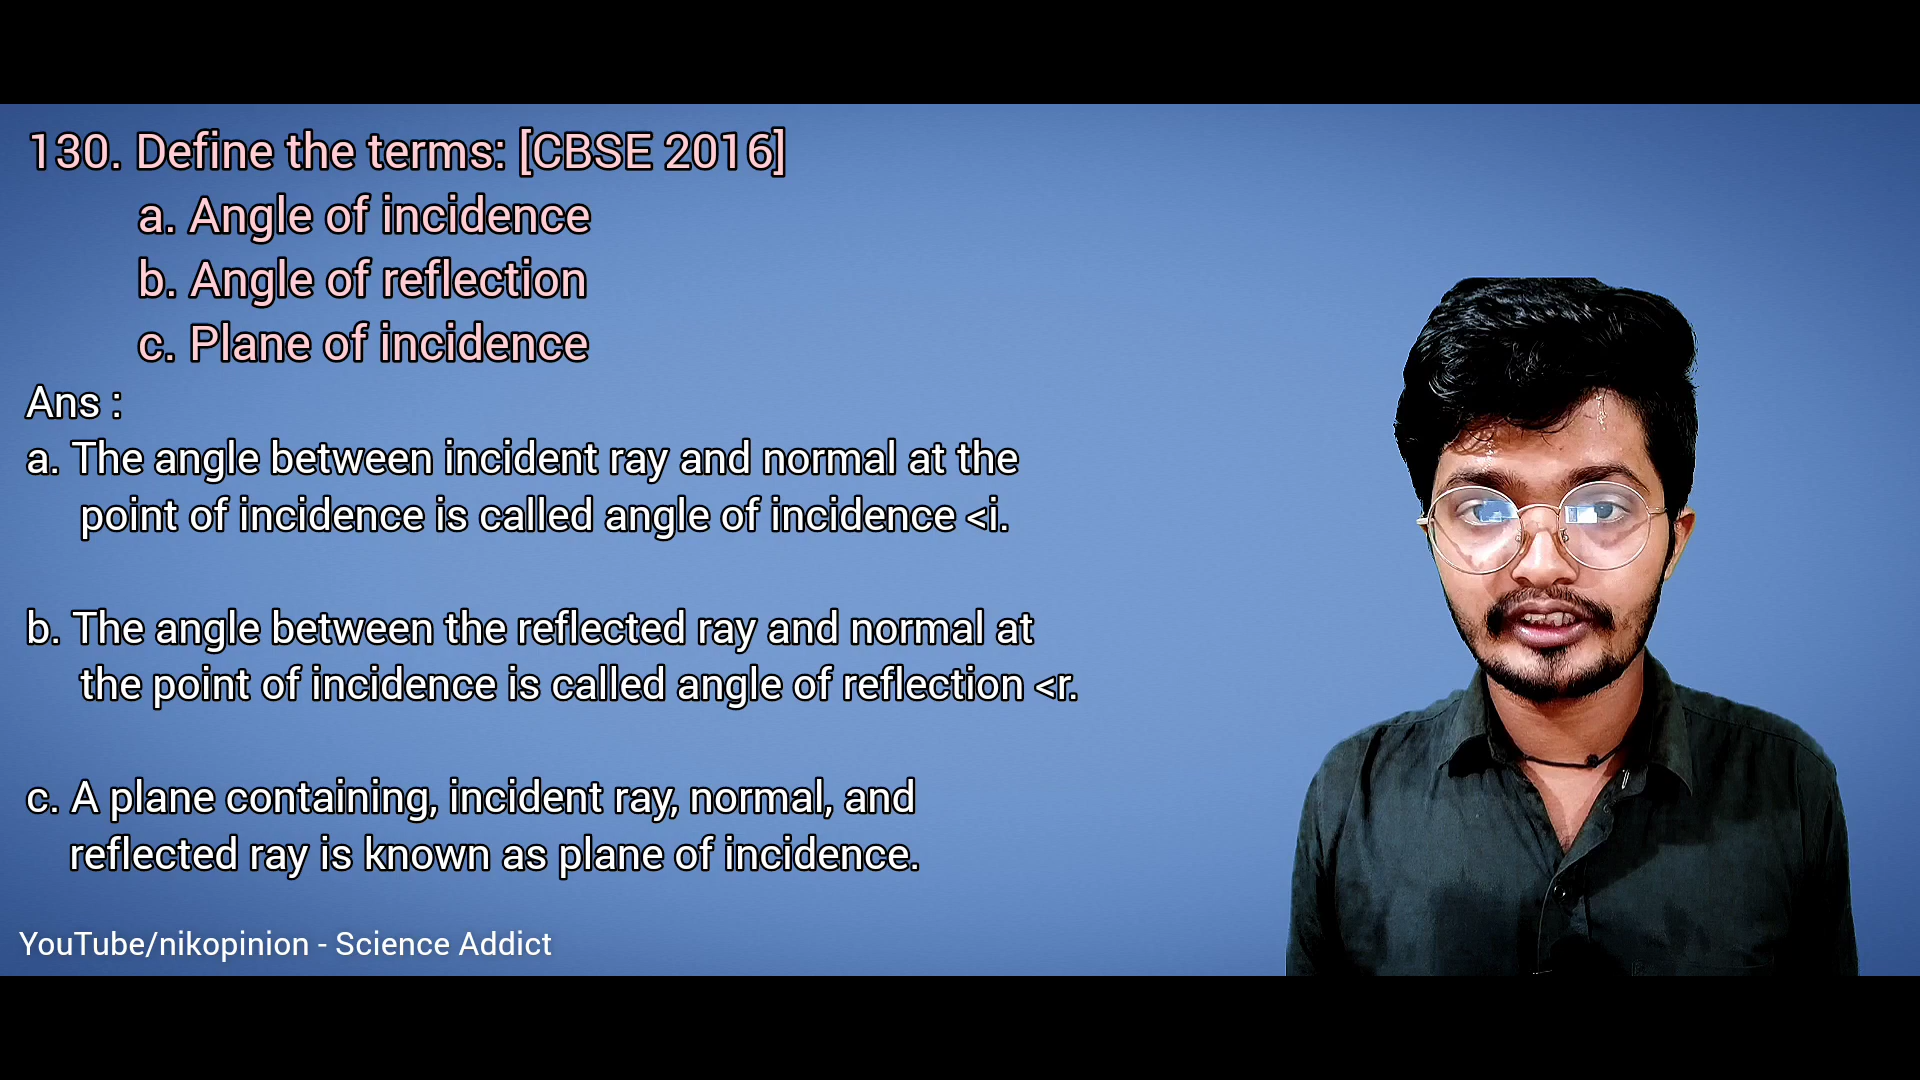 130. Define the terms: [CBSE 2016]
a. Angle of incidence
b. Angle of reflection
c. Plane of incidence
Ans :
a. The angle between incident ray and normal at the
point of incidence is called angle of incidence <i.
b. The angle between the reflected ray and normal at
the point of incidence is called angle of reflection <r.
c. A plane containing, incident ray, normal, and
reflected ray is known as plane of incidence.
YouTube/nikopinion - Science Addict